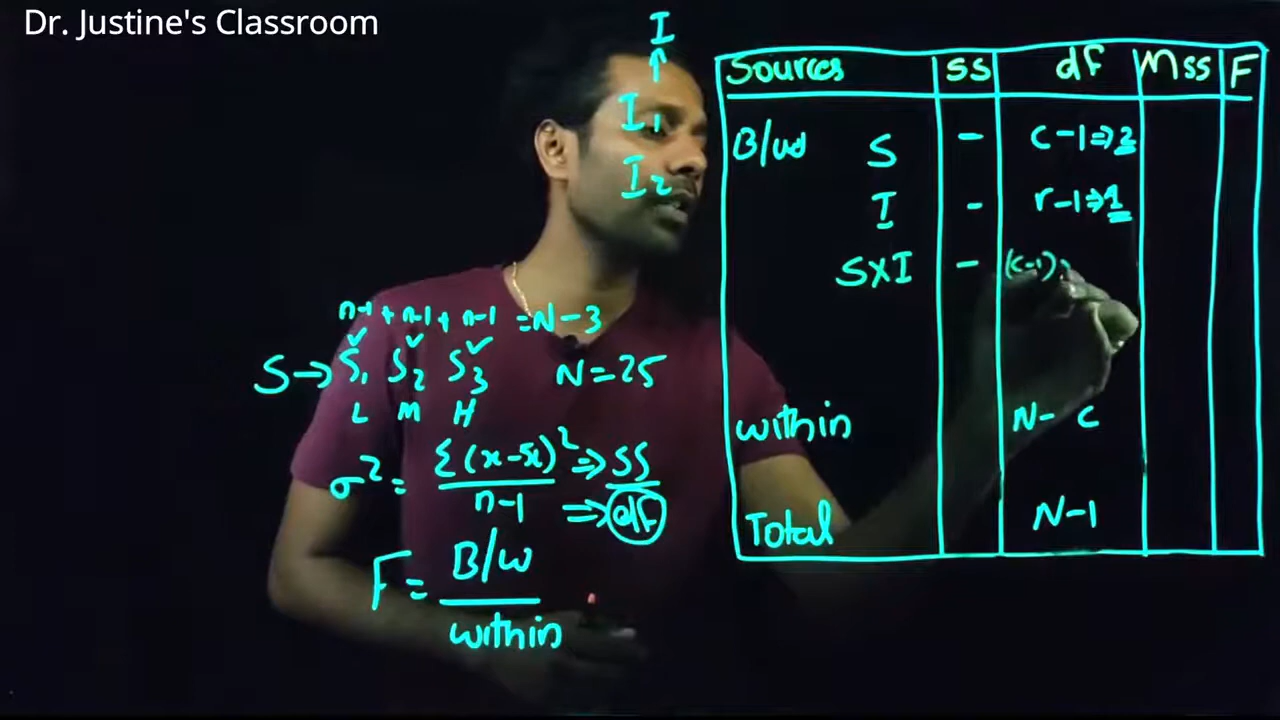 Dr. Justine's Classroom
I
↑
I1
I2
n-1 + n-1 + n-1 = N-3
S → S1 S2 S3 N=25
L M H
σ² = Σ(x-x̄)² ⇒ SS
n-1 ⇒ df
F = B/w
within
Sources SS df MSS F
B/w S - c-1⇒2
I - r-1⇒1
SXI - (c-1)
within N- c
Total N-1